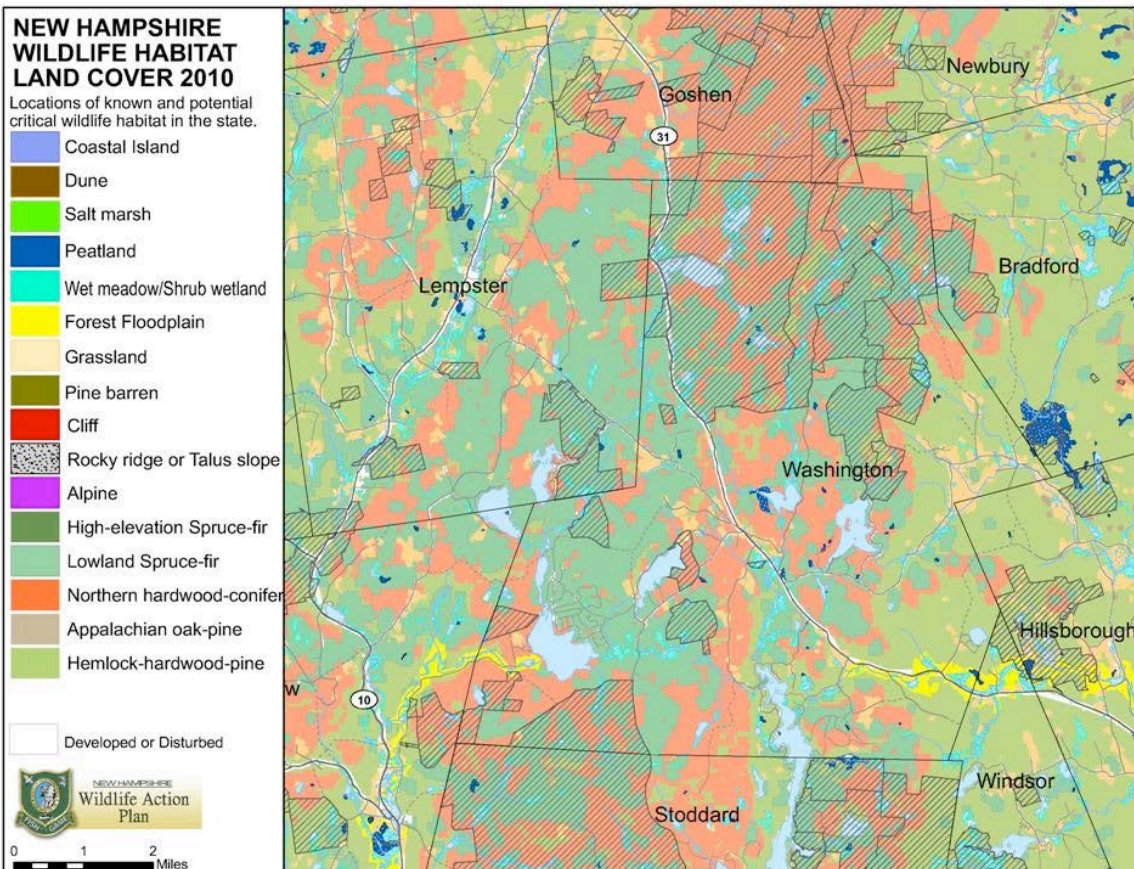 NEW HAMPSHIRE
WILDLIFE HABITAT
LAND COVER 2010
Locations of known and potential
critical wildlife habitat in the state.
Coastal Island
Dune
Salt marsh
Peatland
Wet meadow/Shrub wetland
Forest Floodplain
Grassland
Pine barren
Cliff
Rocky ridge or Talus slope
Alpine
High-elevation Spruce-fir
Lowland Spruce-fir
Northern hardwood-conifer
Appalachian oak-pine
Hemlock-hardwood-pine
Developed or Disturbed
NEW HAMPSHIRE
Wildlife Action
Plan
FISH GAME
0 1 2
Miles
Newbury
Goshen
31
Bradford
Lempster
Washington
Hillsborough
w
10
Windsor
Stoddard